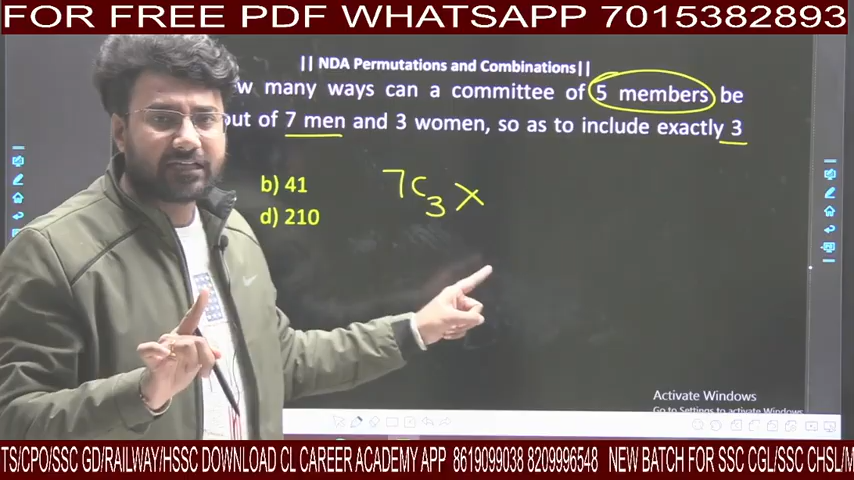 FOR FREE PDF WHATSAPP 7015382893
|| NDA Permutations and Combinations||
many ways can a committee of 5 members be
out of 7 men and 3 women, so as to include exactly 3
b) 41
7C3 ×
d) 210
Activate Windows
Go to Settings to activate Windows.
TS/CPO/SSC GD/RAILWAY/HSSC DOWNLOAD CL CAREER ACADEMY APP 8619099038 8209996548 NEW BATCH FOR SSC CGL/SSC CHSL/M